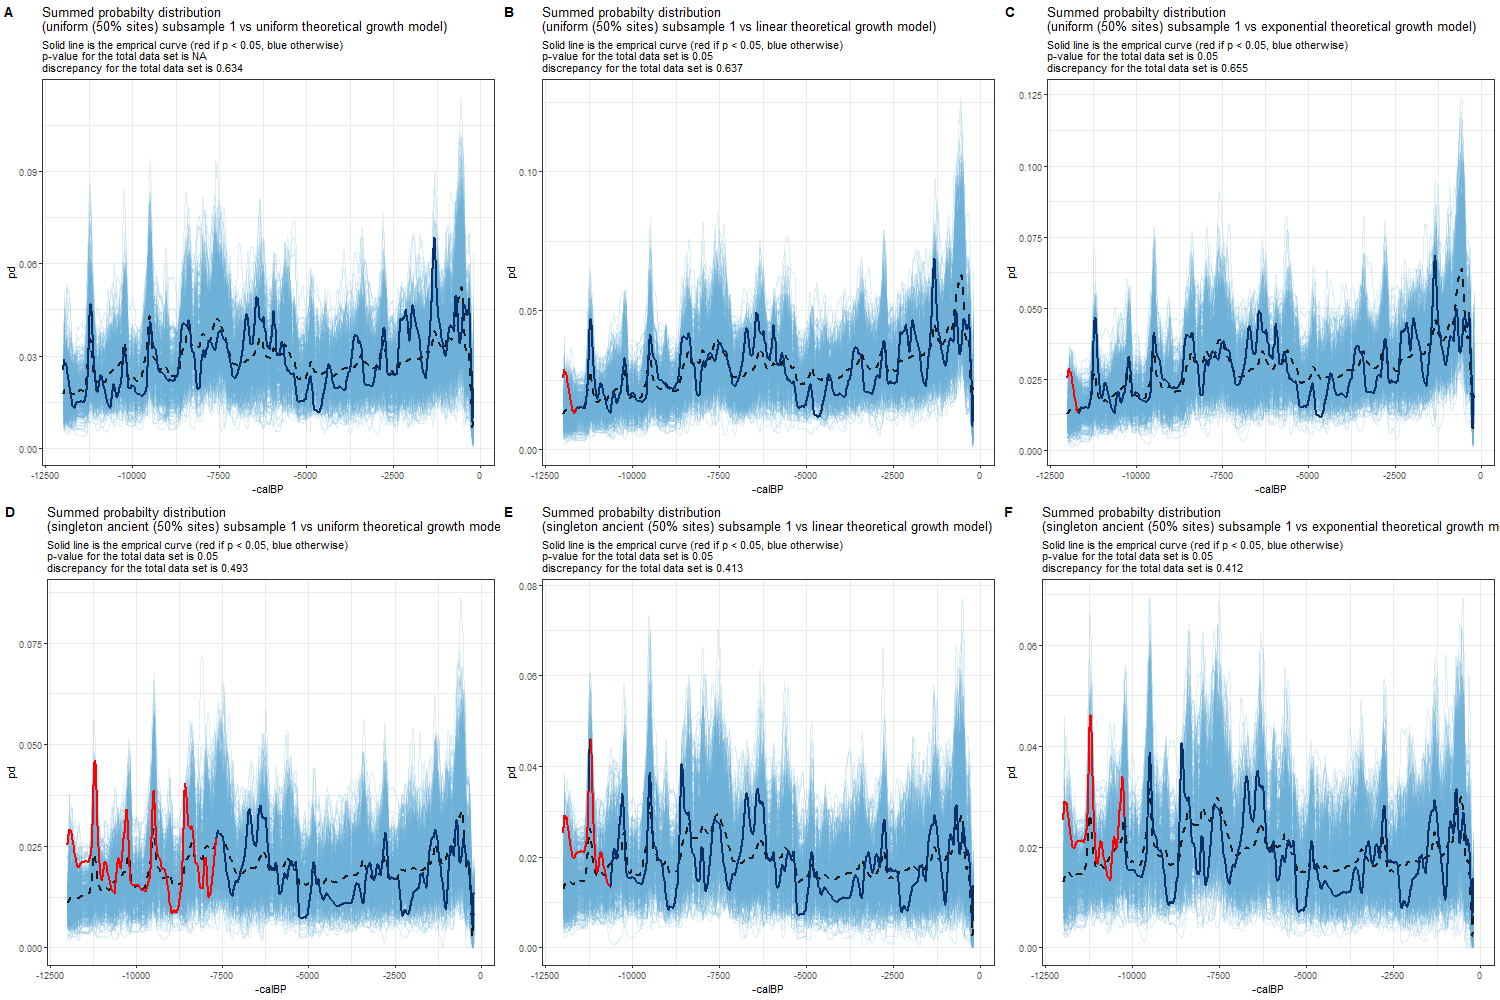 A
Summed probabilty distribution
(uniform (50% sites) subsample 1 vs uniform theoretical growth model)
Solid line is the emprical curve (red if p < 0.05, blue otherwise)
p-value for the total data set is NA
discrepancy for the total data set is 0.634
0.09
0.06
0.03
0.00
pd
-12500 -10000 -7500 -5000 -2500 0
-calBP
B
Summed probabilty distribution
(uniform (50% sites) subsample 1 vs linear theoretical growth model)
Solid line is the emprical curve (red if p < 0.05, blue otherwise)
p-value for the total data set is 0.05
discrepancy for the total data set is 0.637
0.10
0.05
0.00
pd
-12500 -10000 -7500 -5000 -2500 0
-calBP
C
Summed probabilty distribution
(uniform (50% sites) subsample 1 vs exponential theoretical growth model)
Solid line is the emprical curve (red if p < 0.05, blue otherwise)
p-value for the total data set is 0.05
discrepancy for the total data set is 0.655
0.125
0.100
0.075
0.050
0.025
0.000
pd
-12500 -10000 -7500 -5000 -2500 0
-calBP
D
Summed probabilty distribution
(singleton ancient (50% sites) subsample 1 vs uniform theoretical growth mode
Solid line is the emprical curve (red if p < 0.05, blue otherwise)
p-value for the total data set is 0.05
discrepancy for the total data set is 0.493
0.075
0.050
0.025
0.000
pd
-12500 -10000 -7500 -5000 -2500 0
-calBP
E
Summed probabilty distribution
(singleton ancient (50% sites) subsample 1 vs linear theoretical growth model)
Solid line is the emprical curve (red if p < 0.05, blue otherwise)
p-value for the total data set is 0.05
discrepancy for the total data set is 0.413
0.08
0.06
0.04
0.02
0.00
pd
-12500 -10000 -7500 -5000 -2500 0
-calBP
F
Summed probabilty distribution
(singleton ancient (50% sites) subsample 1 vs exponential theoretical growth m
Solid line is the emprical curve (red if p < 0.05, blue otherwise)
p-value for the total data set is 0.05
discrepancy for the total data set is 0.412
0.06
0.04
0.02
0.00
pd
-12500 -10000 -7500 -5000 -2500 0
-calBP